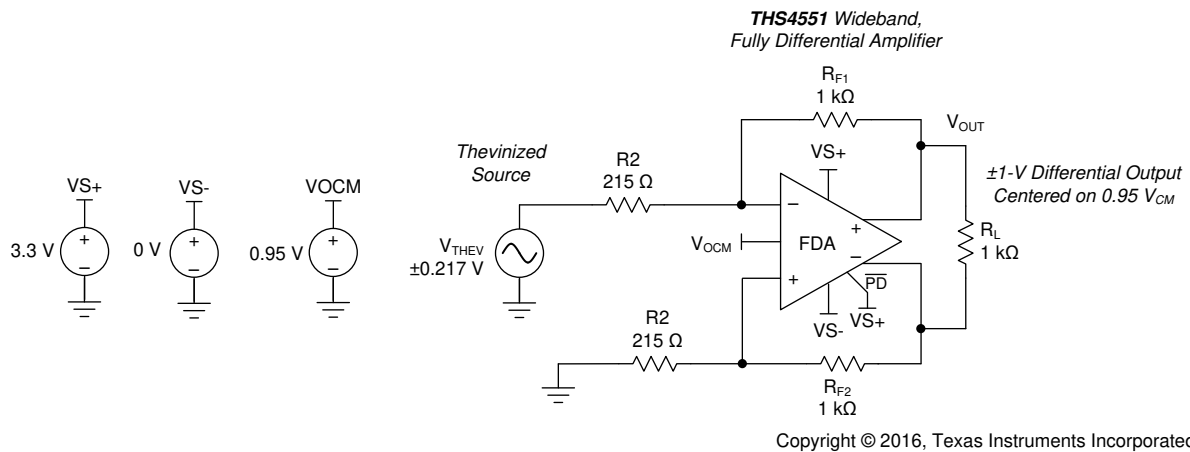 THS4551 Wideband,
Fully Differential Amplifier
RF1
1 kΩ
VOUT
VS+
VS-
VOCM
Thevinized
Source
R2
215 Ω
VS+
±1-V Differential Output
Centered on 0.95 VCM
3.3 V
+
−
0 V
+
−
0.95 V
+
−
VTHEV
±0.217 V
VOCM
−
+
FDA
+
−
PD
RL
1 kΩ
VS-
VS+
R2
215 Ω
RF2
1 kΩ
Copyright © 2016, Texas Instruments Incorporated